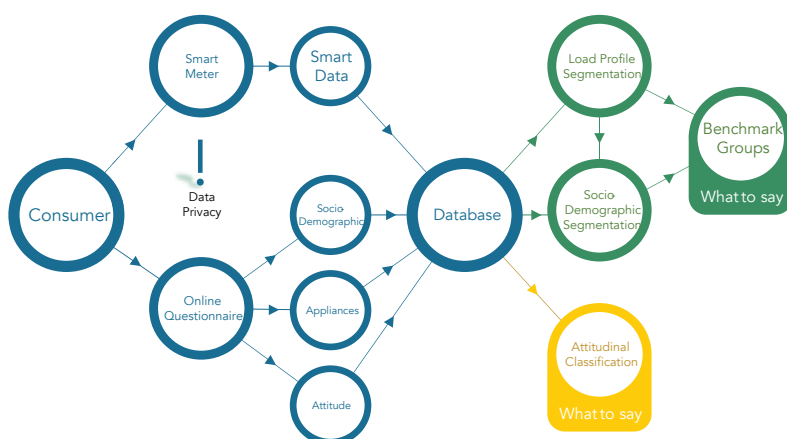 Smart
Meter
Smart
Data
Load Profile
Segmentation
Benchmark
Groups
What to say
!
Data
Privacy
Consumer
Socio-
Demographic
Database
Socio-
Demographic
Segmentation
Online
Questionnaire
Appliances
Attitude
Attitudinal
Classification
What to say